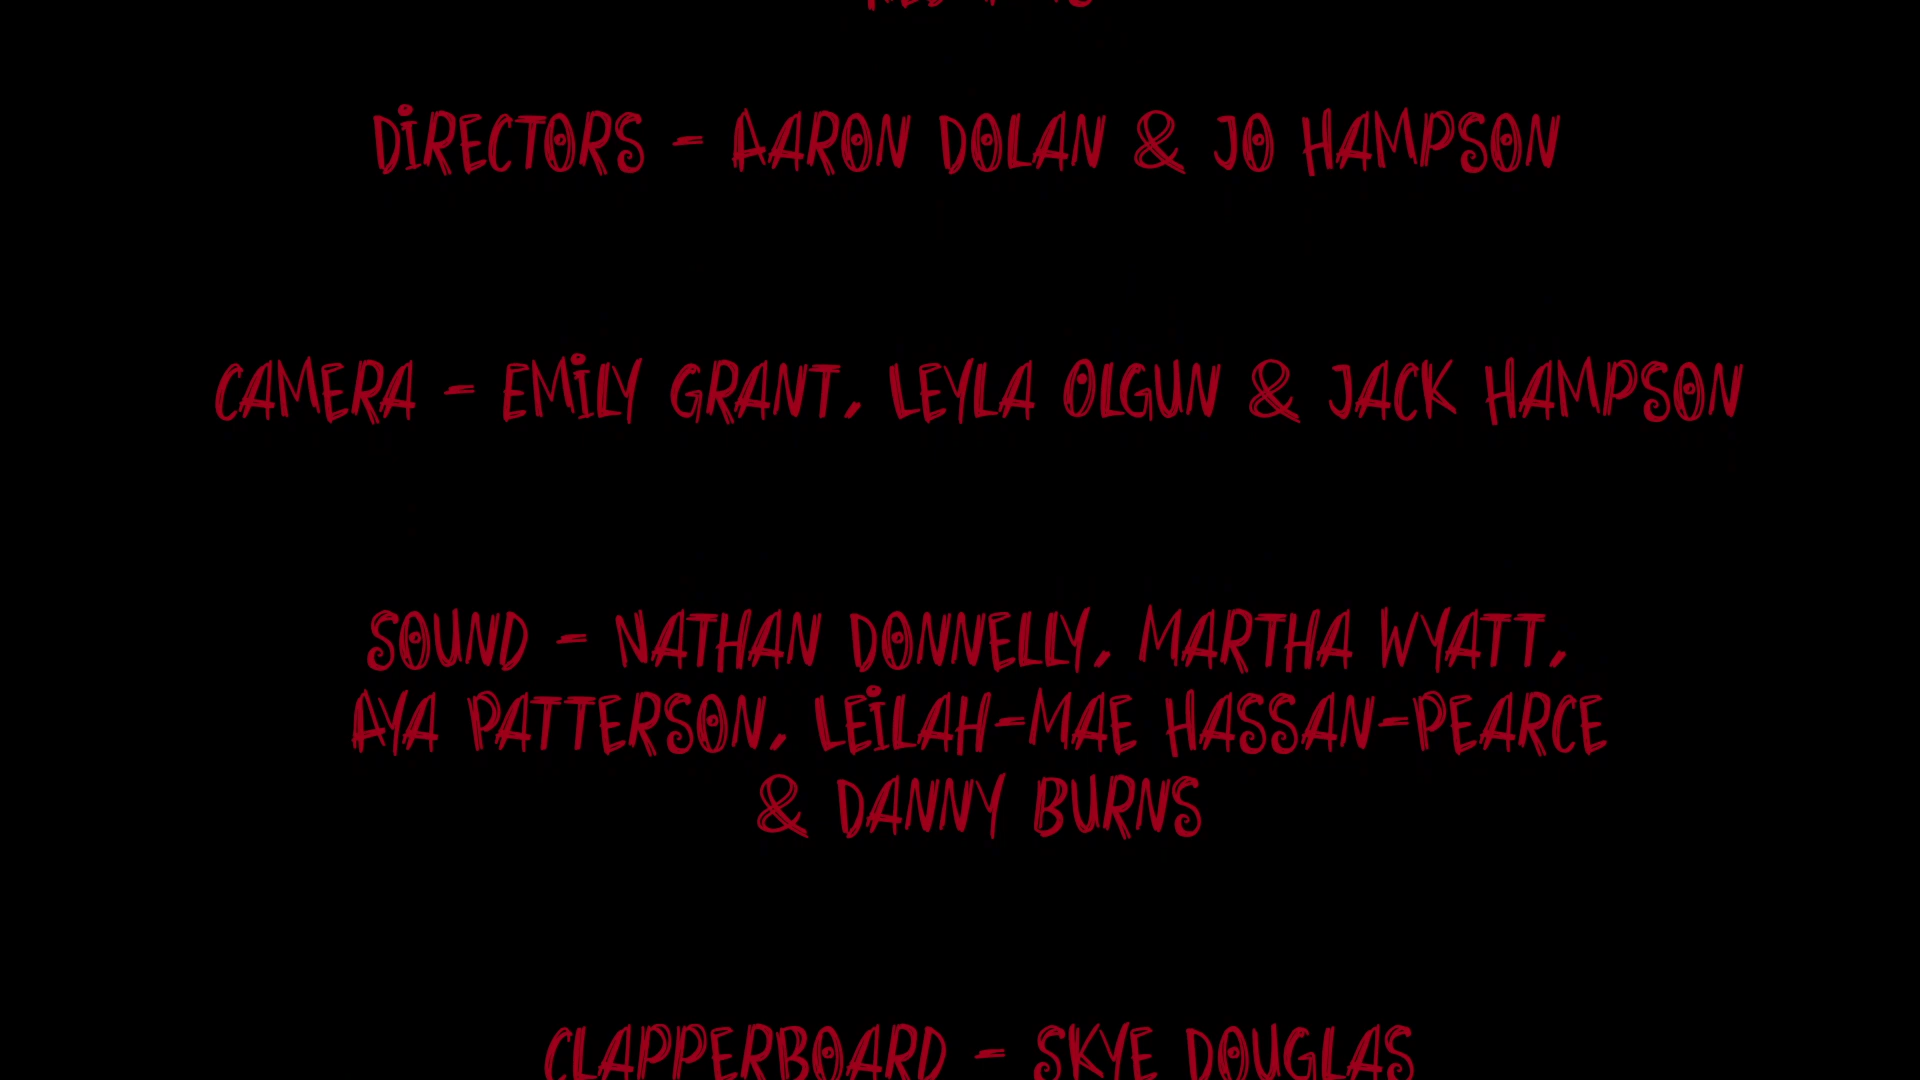 DIRECTORS - AARON DOLAN & JO HAMPSON
CAMERA - EMILY GRANT, LEYLA OLGUN & JACK HAMPSON
SOUND - NATHAN DONNELLY, MARTHA WYATT,
AYA PATTERSON, LEILAH-MAE HASSAN-PEARCE
& DANNY BURNS
CLAPPERBOARD - SKYE DOUGLAS